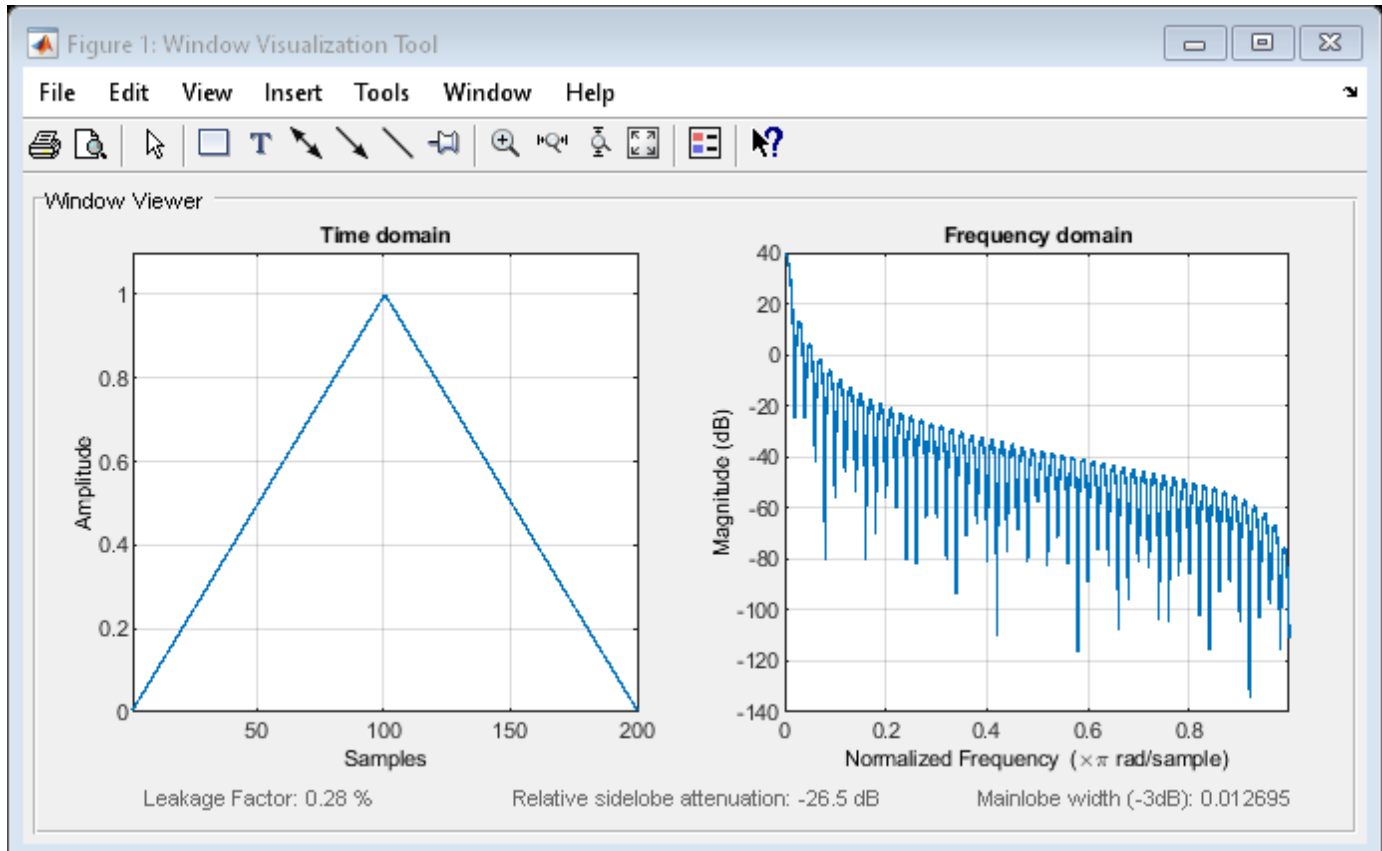 Figure 1: Window Visualization Tool
File Edit View Insert Tools Window Help
T
Window Viewer
Time domain
1
0.8
0.6
0.4
0.2
0
Amplitude
50 100 150 200
Samples
Frequency domain
40
20
0
-20
-40
-60
-80
-100
-120
-140
Magnitude (dB)
0 0.2 0.4 0.6 0.8
Normalized Frequency (×π rad/sample)
Leakage Factor: 0.28 % Relative sidelobe attenuation: -26.5 dB Mainlobe width (-3dB): 0.012695